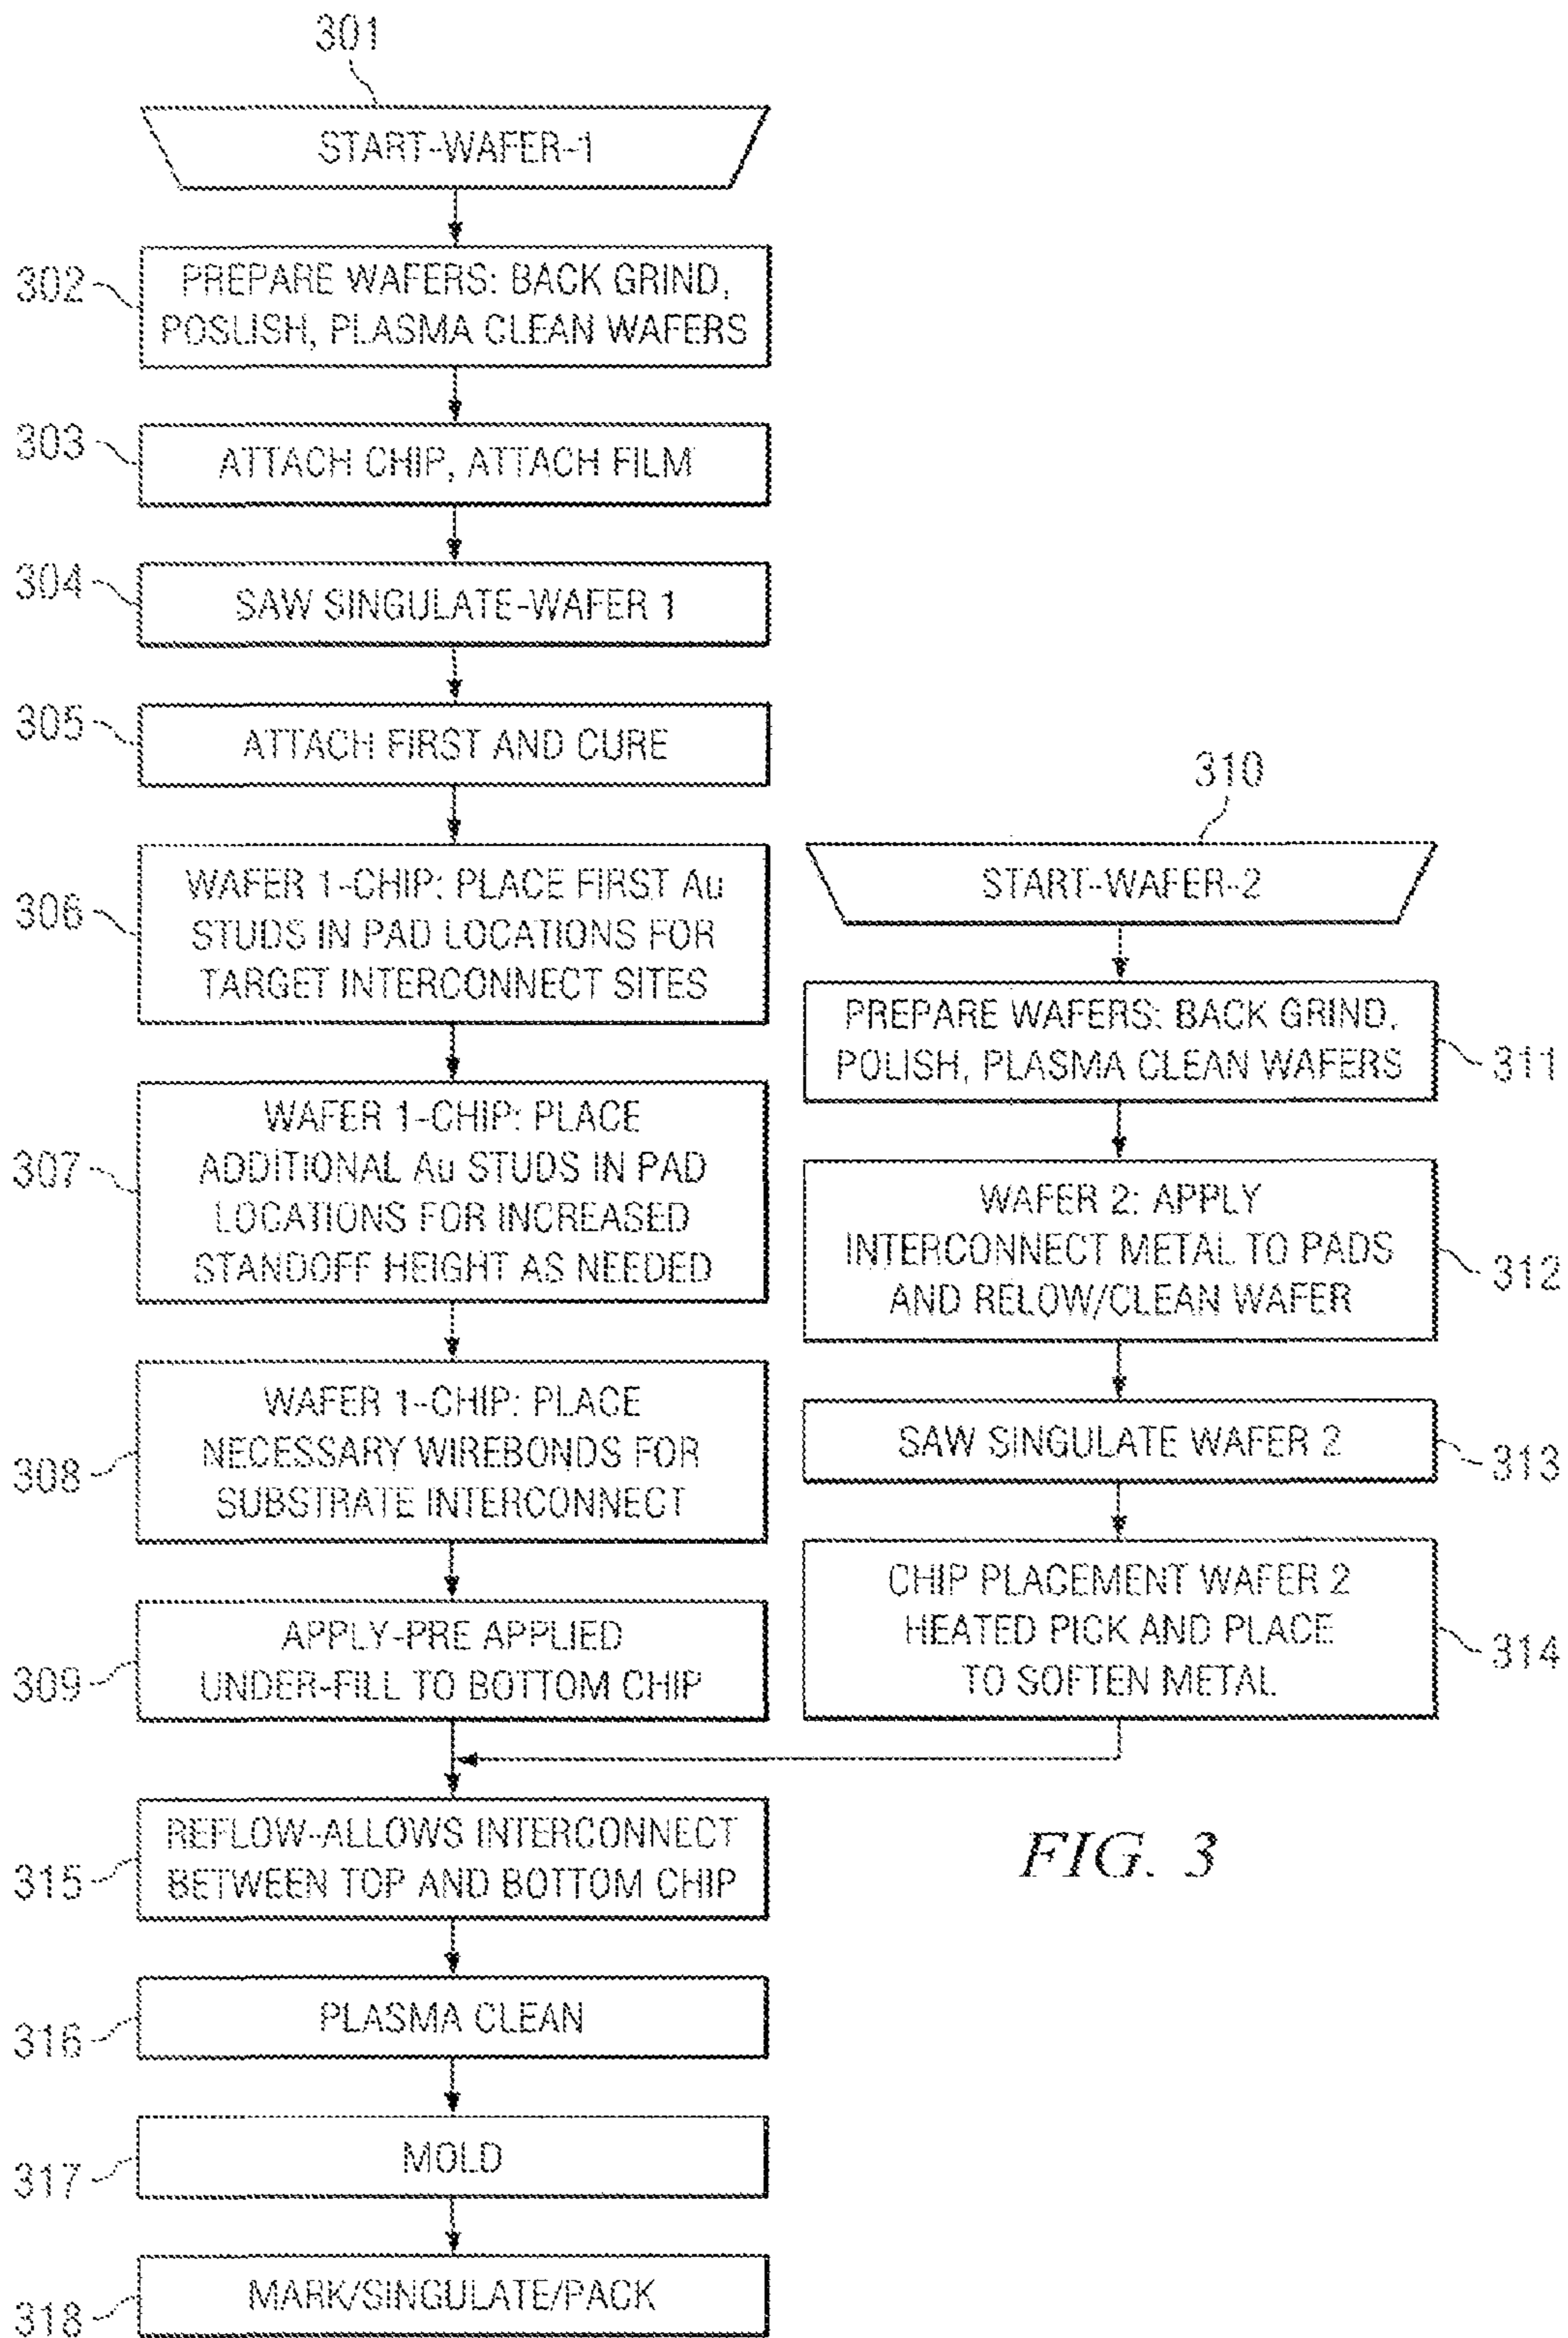 301
START-WAFER-1
302
PREPARE WAFERS: BACK GRIND,
POSLISH, PLASMA CLEAN WAFERS
303
ATTACH CHIP, ATTACH FILM
304
SAW SINGULATE-WAFER 1
305
ATTACH FIRST AND CURE
306
WAFER 1-CHIP: PLACE FIRST Au
STUDS IN PAD LOCATIONS FOR
TARGET INTERCONNECT SITES
307
WAFER 1-CHIP: PLACE
ADDITIONAL Au STUDS IN PAD
LOCATIONS FOR INCREASED
STANDOFF HEIGHT AS NEEDED
308
WAFER 1-CHIP: PLACE
NECESSARY WIREBONDS FOR
SUBSTRATE INTERCONNECT
309
APPLY-PRE APPLIED
UNDER-FILL TO BOTTOM CHIP
310
START-WAFER-2
PREPARE WAFERS: BACK GRIND,
POLISH, PLASMA CLEAN WAFERS
311
WAFER 2: APPLY
INTERCONNECT METAL TO PADS
AND RELOW/CLEAN WAFER
312
SAW SINGULATE WAFER 2
313
CHIP PLACEMENT WAFER 2
HEATED PICK AND PLACE
TO SOFTEN METAL
314
315
REFLOW-ALLOWS INTERCONNECT
BETWEEN TOP AND BOTTOM CHIP
316
PLASMA CLEAN
317
MOLD
318
MARK/SINGULATE/PACK
FIG. 3